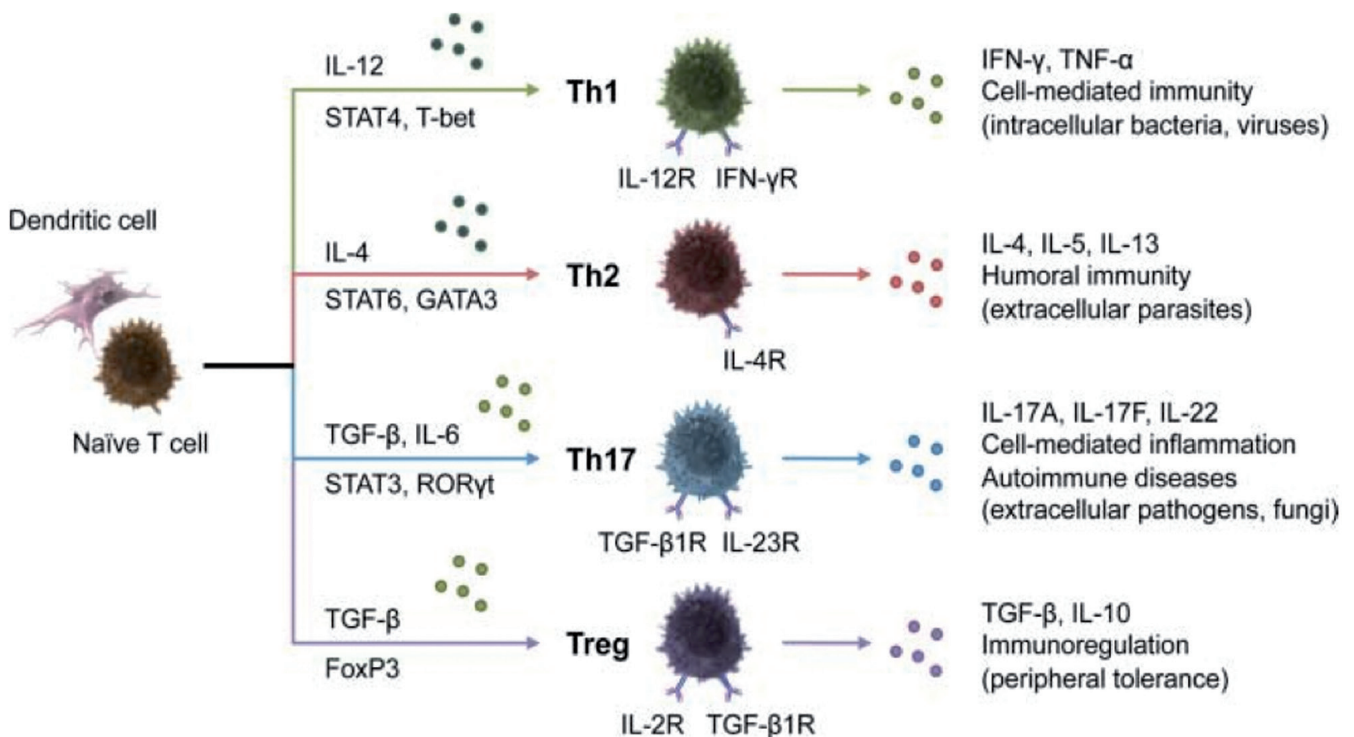 IL-12
STAT4, T-bet
Th1
IL-12R IFN-γR
IFN-γ, TNF-α
Cell-mediated immunity
(intracellular bacteria, viruses)
Dendritic cell
Naïve T cell
IL-4
STAT6, GATA3
Th2
IL-4R
IL-4, IL-5, IL-13
Humoral immunity
(extracellular parasites)
TGF-β, IL-6
STAT3, RORγt
Th17
TGF-β1R IL-23R
IL-17A, IL-17F, IL-22
Cell-mediated inflammation
Autoimmune diseases
(extracellular pathogens, fungi)
TGF-β
FoxP3
Treg
IL-2R TGF-β1R
TGF-β, IL-10
Immunoregulation
(peripheral tolerance)